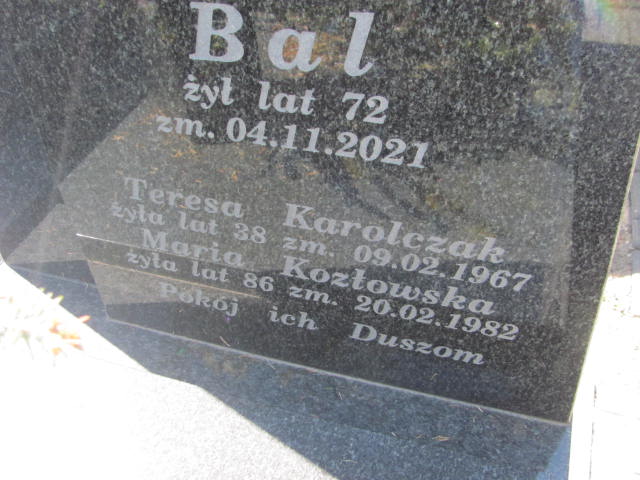 Bal
żył lat 72
zm. 04.11.2021
Teresa Karolczak
żyła lat 38 zm. 09.02.1967
Maria Kozłowska
żyła lat 86 zm. 20.02.1982
Pokój ich Duszom